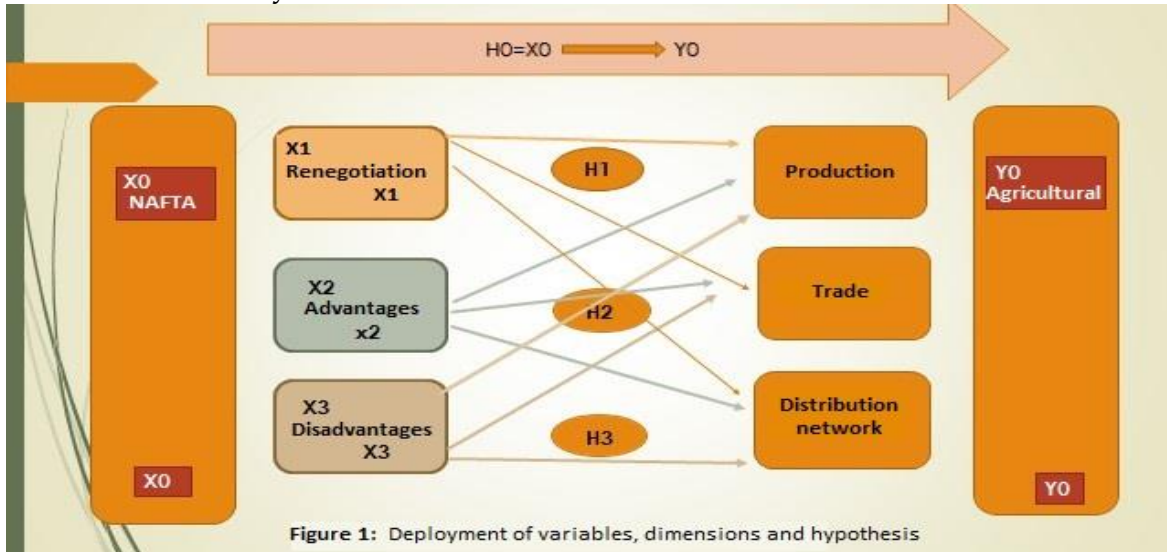 H0=X0 Y0
X0
NAFTA
X0
X1
Renegotiation
X1
X2
Advantages
x2
X3
Disadvantages
X3
H1
H2
H3
Production
Trade
Distribution
network
Y0
Agricultural
Y0
Figure 1: Deployment of variables, dimensions and hypothesis